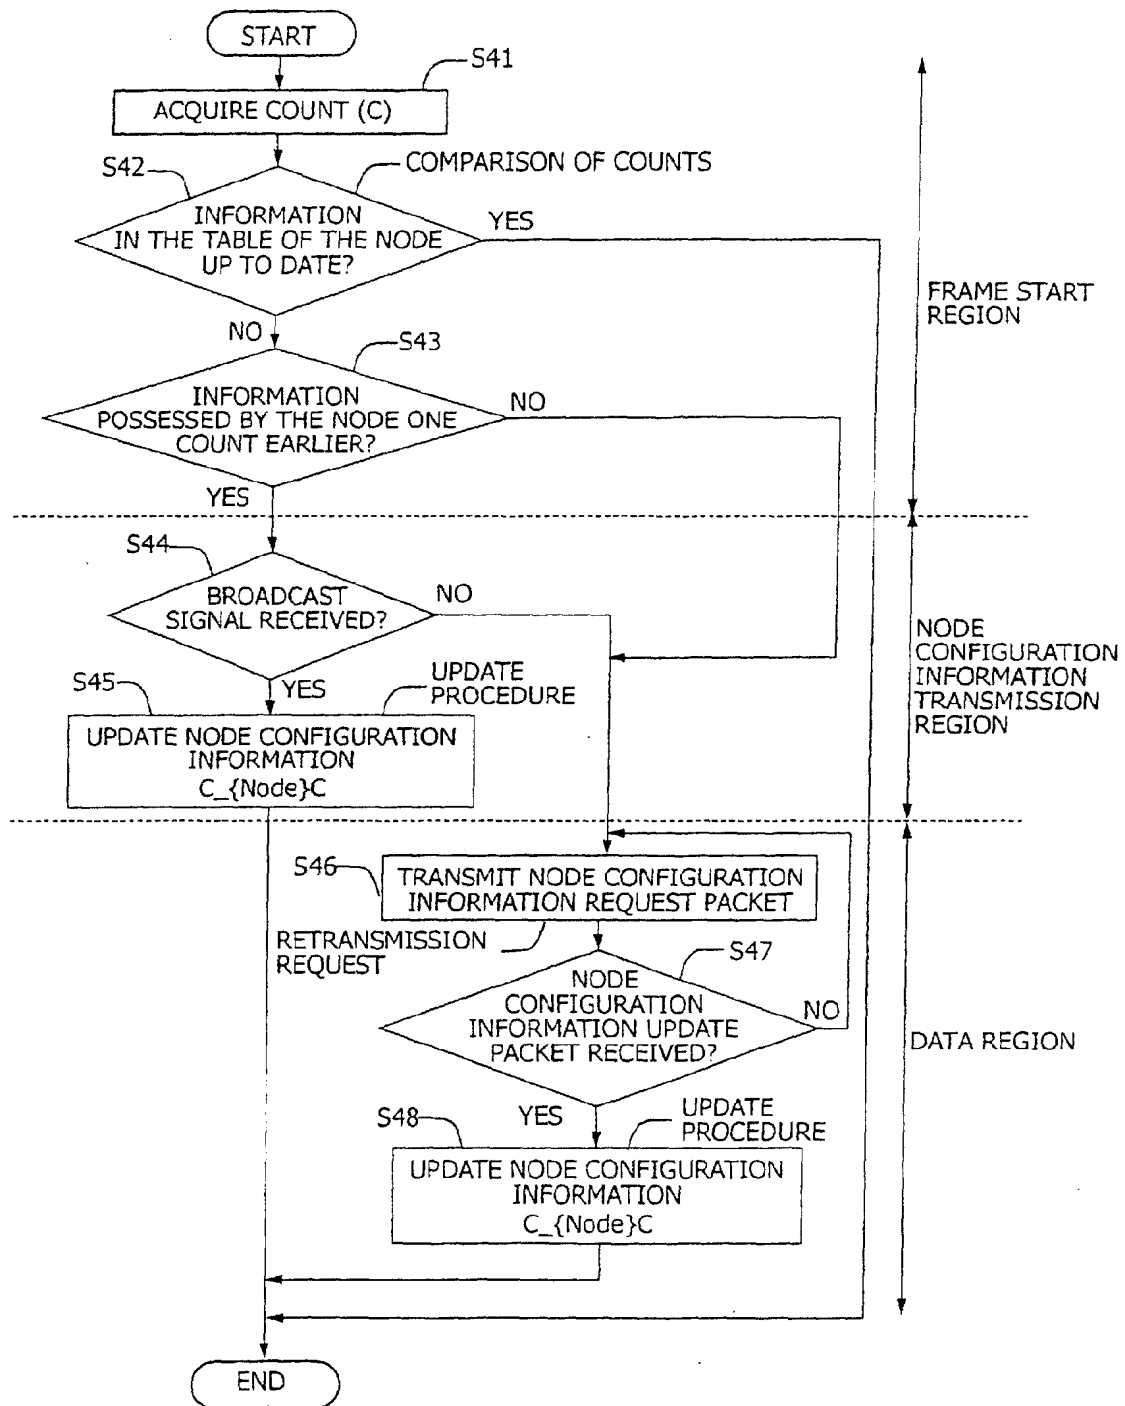 START
S41
ACQUIRE COUNT (C)
S42
COMPARISON OF COUNTS
INFORMATION
IN THE TABLE OF THE NODE
UP TO DATE?
YES
NO
FRAME START
REGION
S43
INFORMATION
POSSESSED BY THE NODE ONE
COUNT EARLIER?
NO
YES
S44
BROADCAST
SIGNAL RECEIVED?
NO
YES
NODE
CONFIGURATION
INFORMATION
TRANSMISSION
REGION
S45
UPDATE
PROCEDURE
UPDATE NODE CONFIGURATION
INFORMATION
C_{Node}C
S46
TRANSMIT NODE CONFIGURATION
INFORMATION REQUEST PACKET
RETRANSMISSION
REQUEST
S47
NODE
CONFIGURATION
INFORMATION UPDATE
PACKET RECEIVED?
NO
YES
DATA REGION
S48
UPDATE
PROCEDURE
UPDATE NODE CONFIGURATION
INFORMATION
C_{Node}C
END